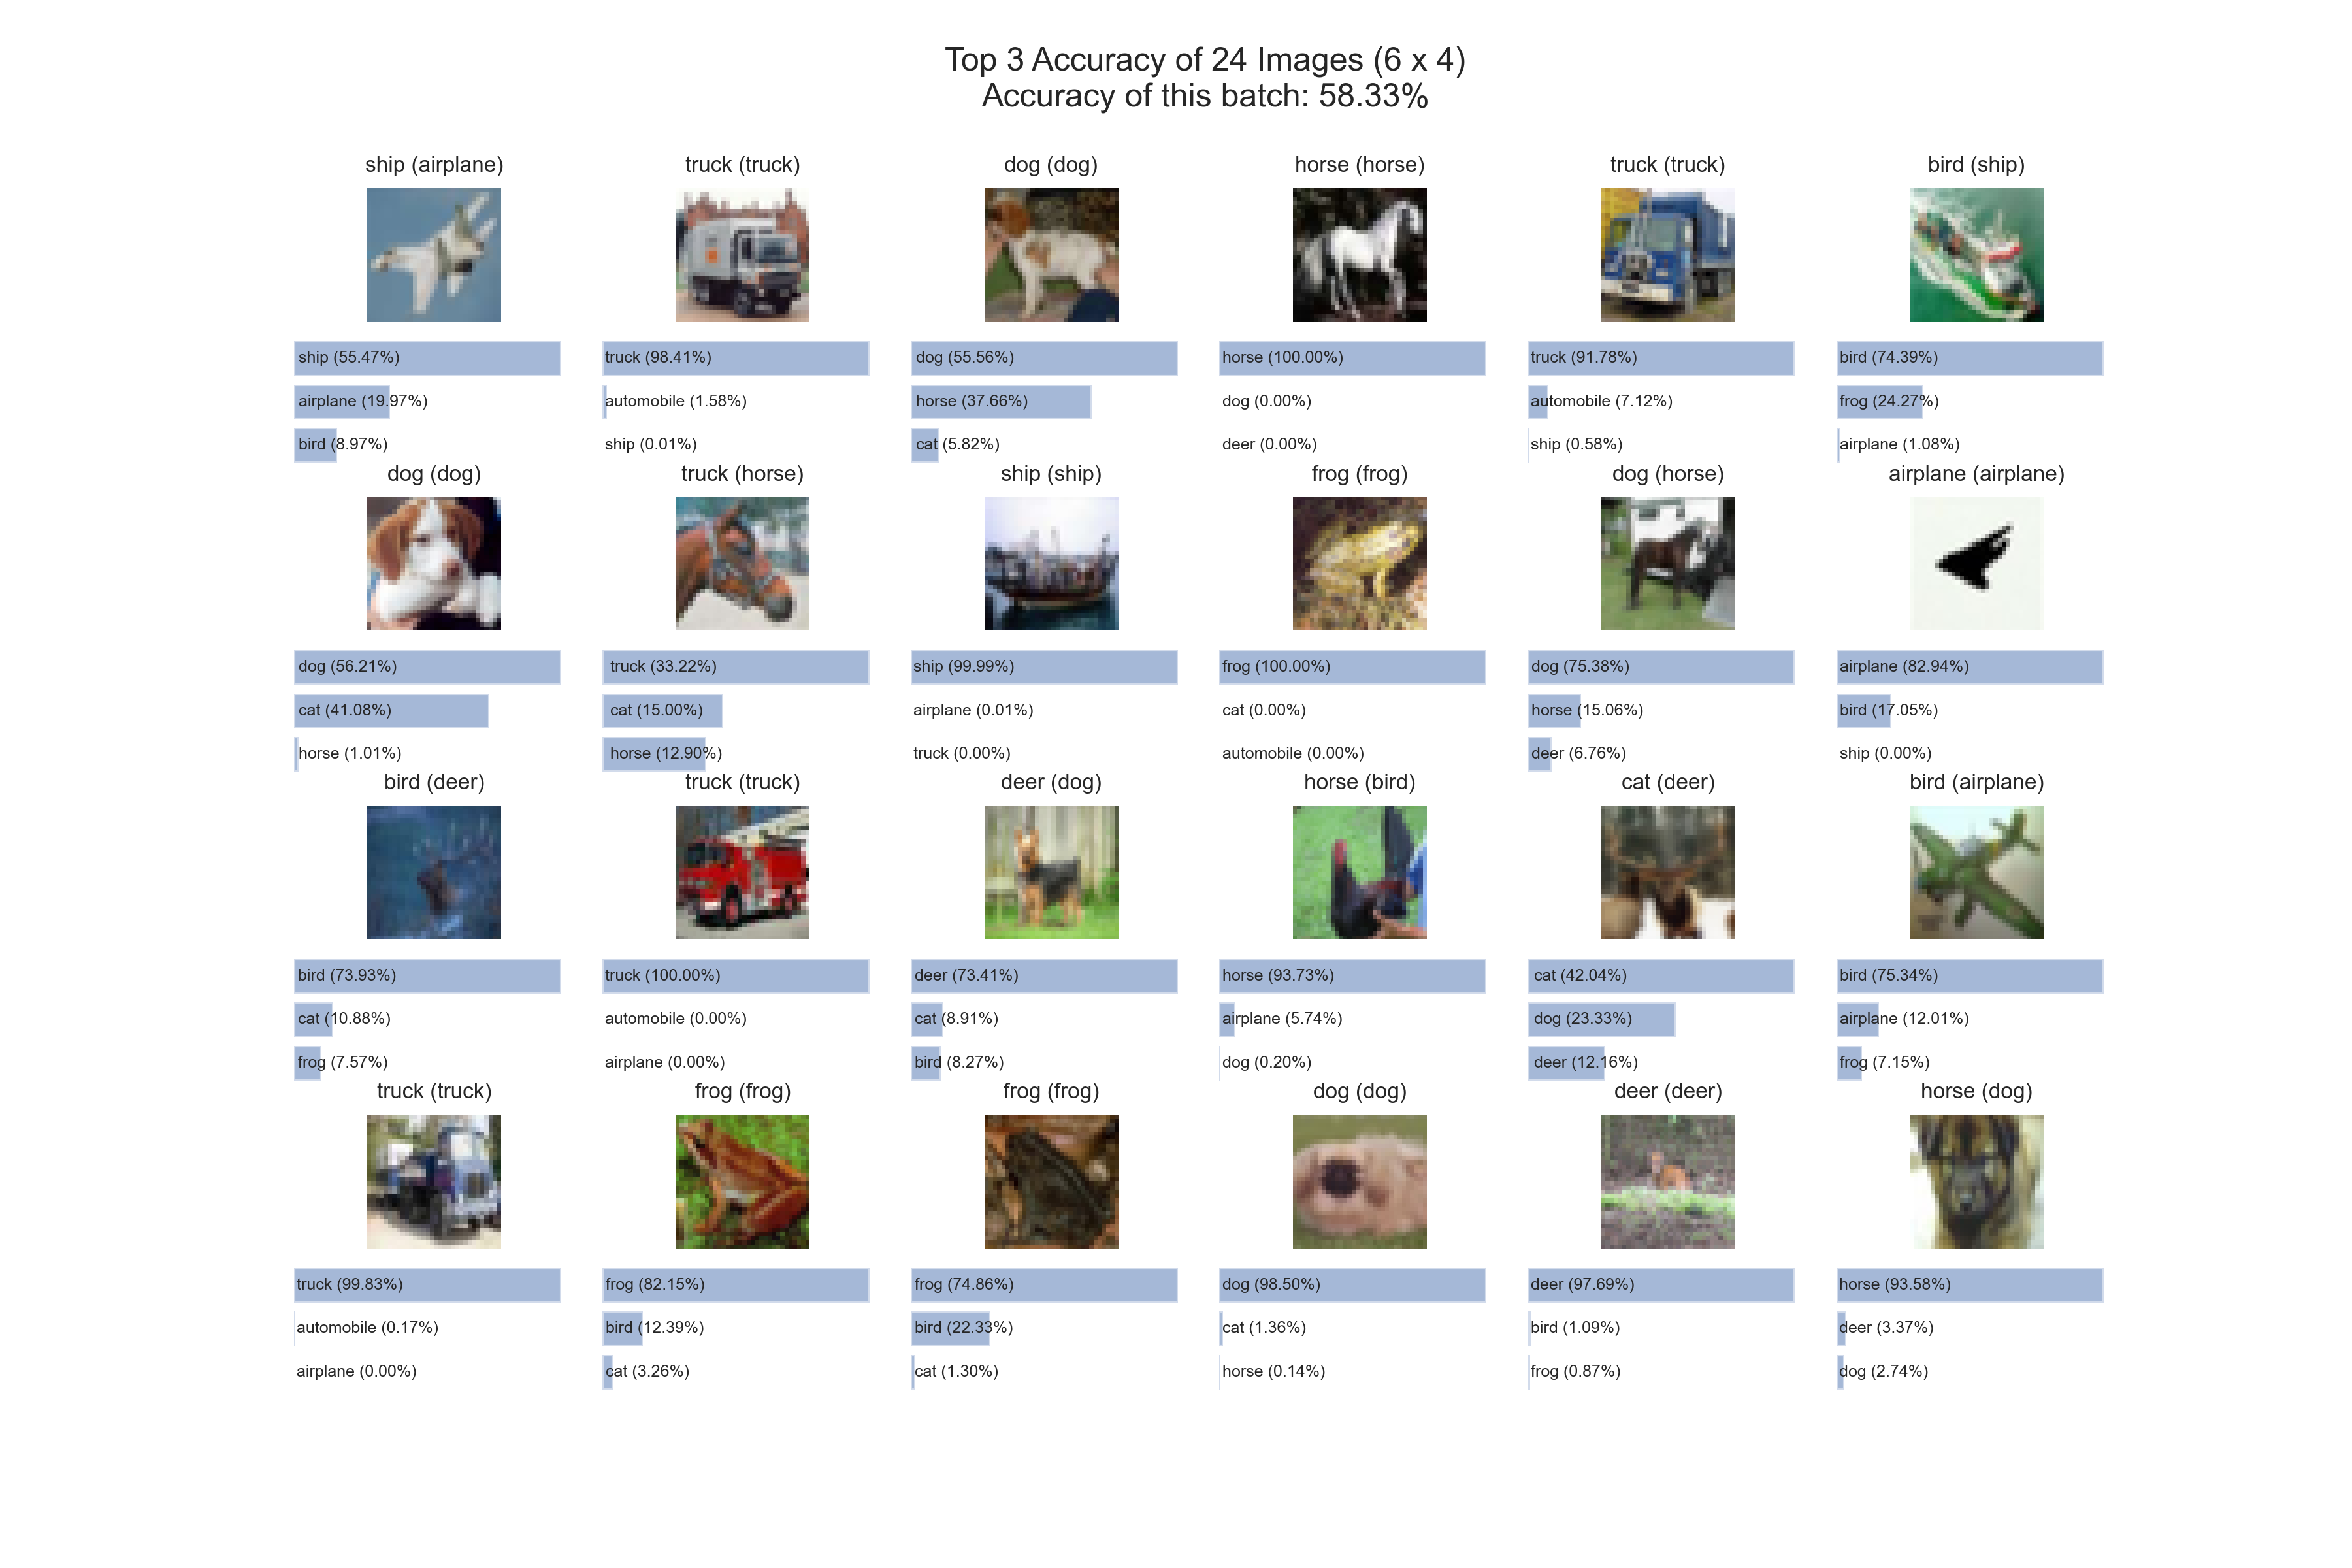 Top 3 Accuracy of 24 Images (6 x 4)
Accuracy of this batch: 58.33%
ship (airplane)
ship (55.47%)
airplane (19.97%)
bird (8.97%)
truck (truck)
truck (98.41%)
automobile (1.58%)
ship (0.01%)
dog (dog)
dog (55.56%)
horse (37.66%)
cat (5.82%)
horse (horse)
horse (100.00%)
dog (0.00%)
deer (0.00%)
truck (truck)
truck (91.78%)
automobile (7.12%)
ship (0.58%)
bird (ship)
bird (74.39%)
frog (24.27%)
airplane (1.08%)
dog (dog)
dog (56.21%)
cat (41.08%)
horse (1.01%)
truck (horse)
truck (33.22%)
cat (15.00%)
horse (12.90%)
ship (ship)
ship (99.99%)
airplane (0.01%)
truck (0.00%)
frog (frog)
frog (100.00%)
cat (0.00%)
automobile (0.00%)
dog (horse)
dog (75.38%)
horse (15.06%)
deer (6.76%)
airplane (airplane)
airplane (82.94%)
bird (17.05%)
ship (0.00%)
bird (deer)
bird (73.93%)
cat (10.88%)
frog (7.57%)
truck (truck)
truck (100.00%)
automobile (0.00%)
airplane (0.00%)
deer (dog)
deer (73.41%)
cat (8.91%)
bird (8.27%)
horse (bird)
horse (93.73%)
airplane (5.74%)
dog (0.20%)
cat (deer)
cat (42.04%)
dog (23.33%)
deer (12.16%)
bird (airplane)
bird (75.34%)
airplane (12.01%)
frog (7.15%)
truck (truck)
truck (99.83%)
automobile (0.17%)
airplane (0.00%)
frog (frog)
frog (82.15%)
bird (12.39%)
cat (3.26%)
frog (frog)
frog (74.86%)
bird (22.33%)
cat (1.30%)
dog (dog)
dog (98.50%)
cat (1.36%)
horse (0.14%)
deer (deer)
deer (97.69%)
bird (1.09%)
frog (0.87%)
horse (dog)
horse (93.58%)
deer (3.37%)
dog (2.74%)